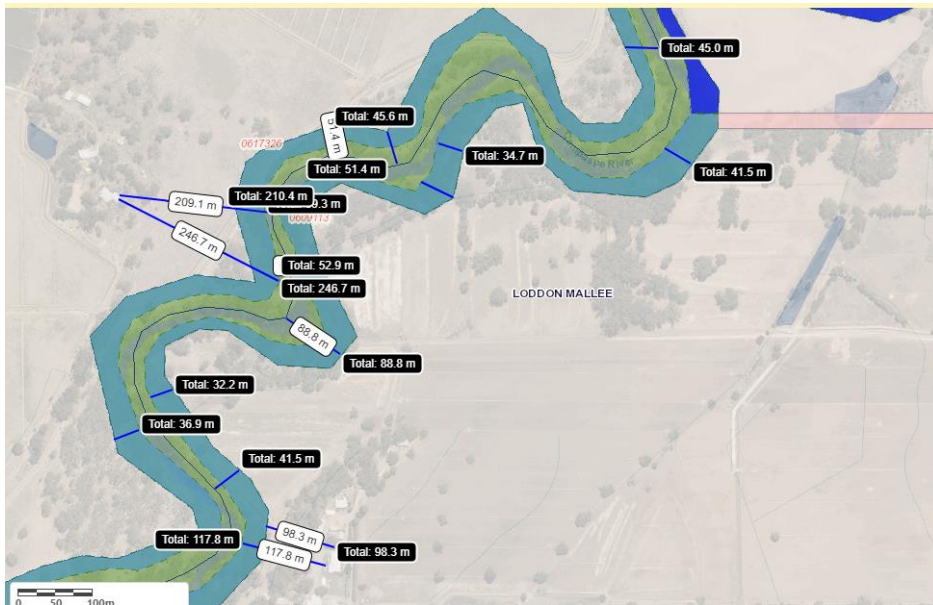 Total: 45.0 m
Total: 45.6 m
51.4 m
0617326
Total: 34.7 m
Total: 51.4 m
Total: 41.5 m
Total: 210.4 m
209.1 m
0609113
246.7 m
Total: 52.9 m
Total: 246.7 m
LODDON MALLEE
88.8 m
Total: 88.8 m
Total: 32.2 m
Total: 36.9 m
Total: 41.5 m
98.3 m
Total: 117.8 m
Total: 98.3 m
117.8 m
0 50 100m